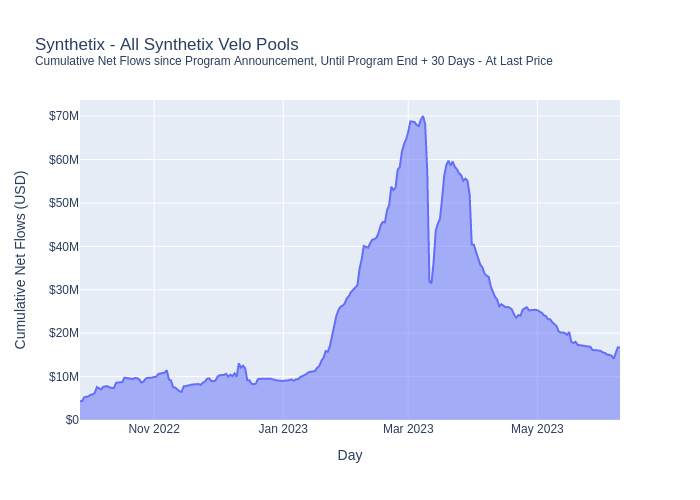 Synthetix - All Synthetix Velo Pools
Cumulative Net Flows since Program Announcement, Until Program End + 30 Days - At Last Price
$70M
$60M
$50M
$40M
$30M
$20M
$10M
$0
Cumulative Net Flows (USD)
Nov 2022
Jan 2023
Mar 2023
May 2023
Day